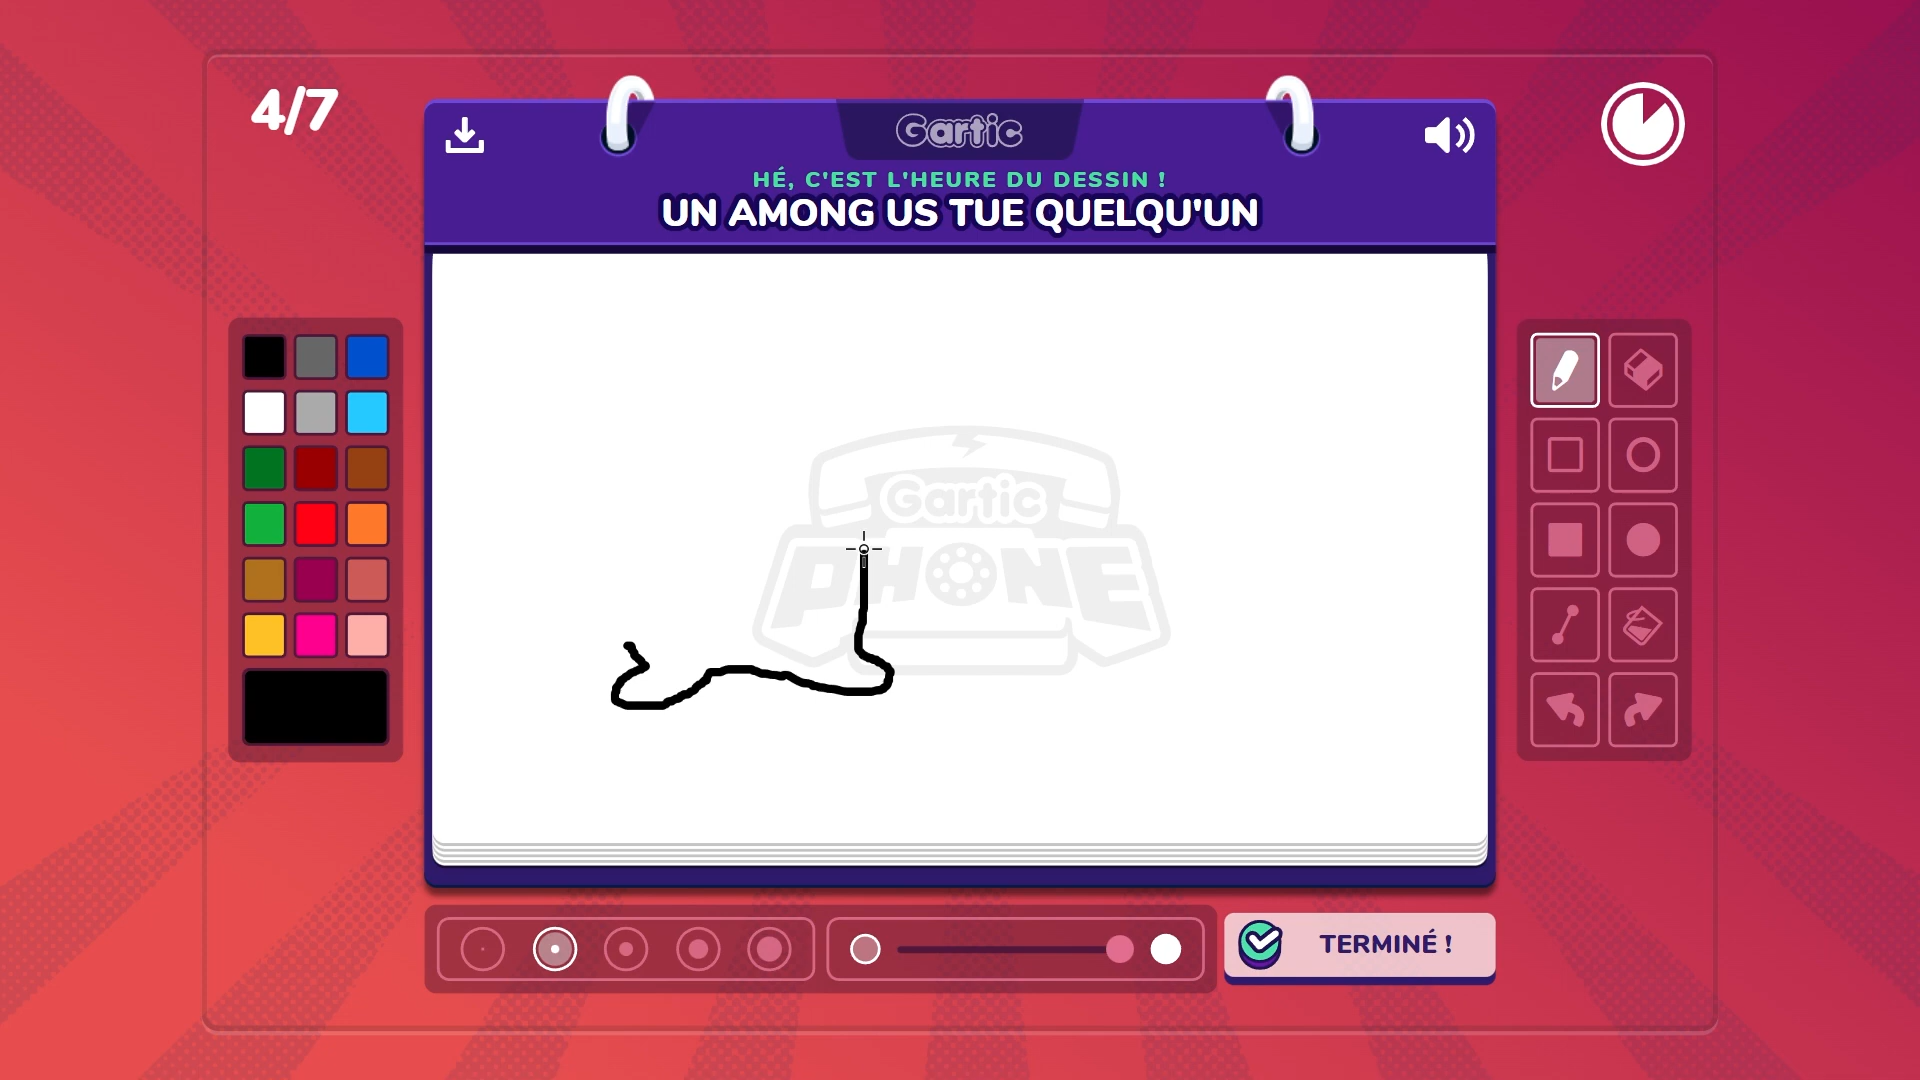 4/7
Gartic
HÉ, C'EST L'HEURE DU DESSIN !
UN AMONG US TUE QUELQU'UN
Gartic
PHONE
TERMINÉ !